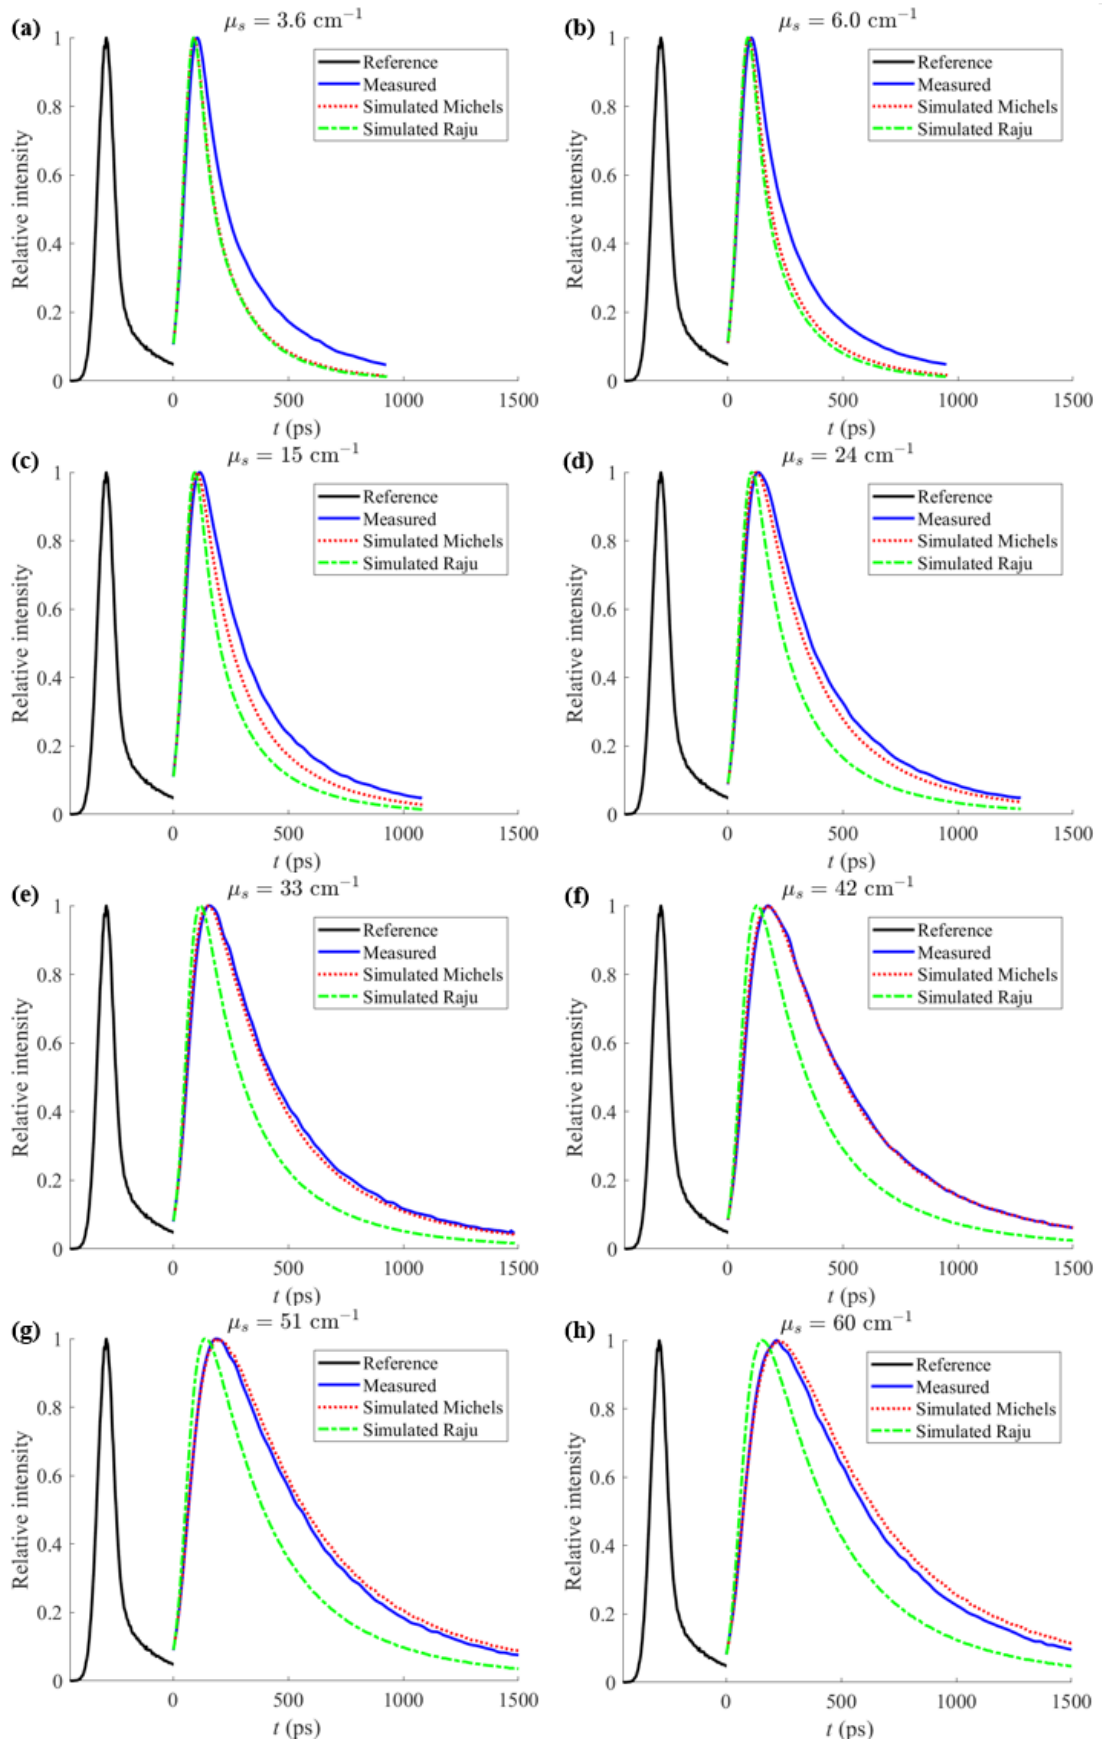 (a)
μₛ = 3.6 cm⁻¹
Relative intensity
1
0.8
0.6
0.4
0.2
0
Reference
Measured
Simulated Michels
Simulated Raju
0 500 1000 1500
t (ps)
(b)
μₛ = 6.0 cm⁻¹
Relative intensity
1
0.8
0.6
0.4
0.2
0
Reference
Measured
Simulated Michels
Simulated Raju
0 500 1000 1500
t (ps)
(c)
μₛ = 15 cm⁻¹
Relative intensity
1
0.8
0.6
0.4
0.2
0
Reference
Measured
Simulated Michels
Simulated Raju
0 500 1000 1500
t (ps)
(d)
μₛ = 24 cm⁻¹
Relative intensity
1
0.8
0.6
0.4
0.2
0
Reference
Measured
Simulated Michels
Simulated Raju
0 500 1000 1500
t (ps)
(e)
μₛ = 33 cm⁻¹
Relative intensity
1
0.8
0.6
0.4
0.2
0
Reference
Measured
Simulated Michels
Simulated Raju
0 500 1000 1500
t (ps)
(f)
μₛ = 42 cm⁻¹
Relative intensity
1
0.8
0.6
0.4
0.2
0
Reference
Measured
Simulated Michels
Simulated Raju
0 500 1000 1500
t (ps)
(g)
μₛ = 51 cm⁻¹
Relative intensity
1
0.8
0.6
0.4
0.2
0
Reference
Measured
Simulated Michels
Simulated Raju
0 500 1000 1500
t (ps)
(h)
μₛ = 60 cm⁻¹
Relative intensity
1
0.8
0.6
0.4
0.2
0
Reference
Measured
Simulated Michels
Simulated Raju
0 500 1000 1500
t (ps)